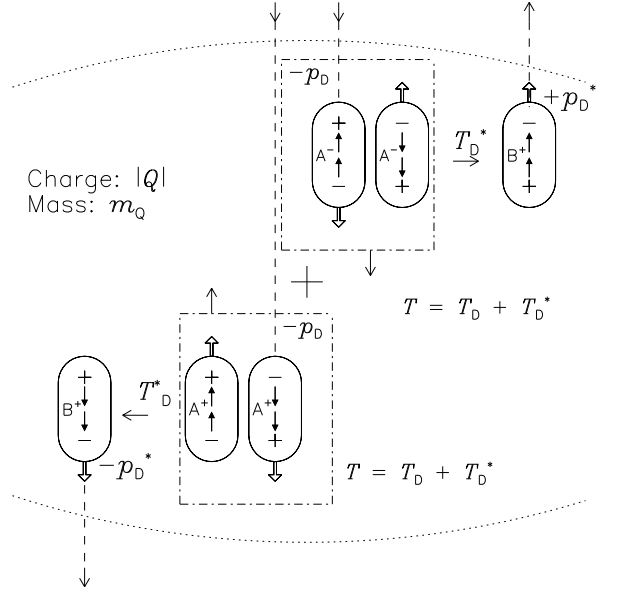 −p_D
+
−
A⁻
−
+
A⁻
T_D*
+p_D*
−
+
B⁺
Charge: |Q|
Mass: m_Q
+
T = T_D + T_D*
−p_D
+
−
B⁺
T*_D
+
−
A⁺
−
+
A⁺
−p_D*
T = T_D + T_D*